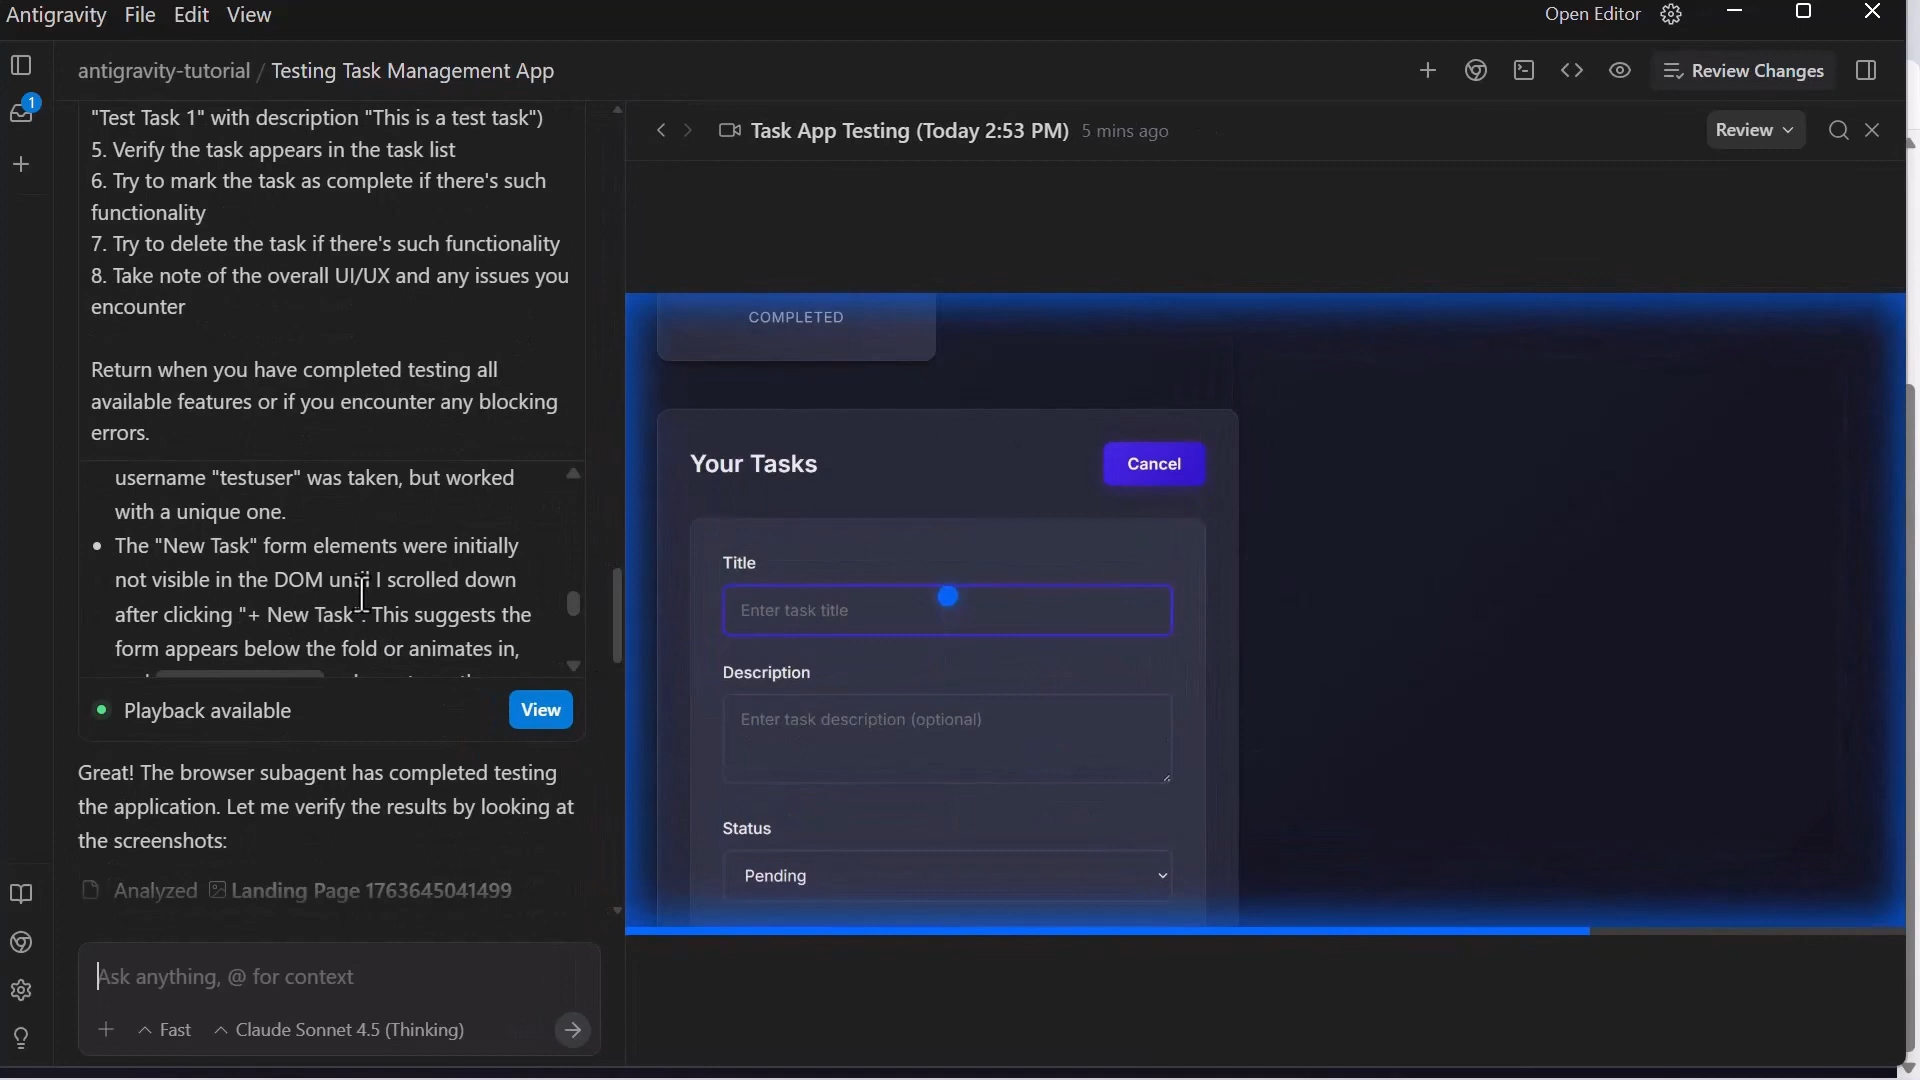 Antigravity File Edit View
Open Editor
antigravity-tutorial / Testing Task Management App
Review Changes
1
"Test Task 1" with description "This is a test task")
5. Verify the task appears in the task list
6. Try to mark the task as complete if there's such
functionality
7. Try to delete the task if there's such functionality
8. Take note of the overall UI/UX and any issues you
encounter
Return when you have completed testing all
available features or if you encounter any blocking
errors.
username "testuser" was taken, but worked
with a unique one.
• The "New Task" form elements were initially
not visible in the DOM until I scrolled down
after clicking "+ New Task". This suggests the
form appears below the fold or animates in,
Playback available
View
Great! The browser subagent has completed testing
the application. Let me verify the results by looking at
the screenshots:
Analyzed Landing Page 1763645041499
Ask anything, @ for context
Fast Claude Sonnet 4.5 (Thinking)
Task App Testing (Today 2:53 PM) 5 mins ago
Review
COMPLETED
Your Tasks
Cancel
Title
Enter task title
Description
Enter task description (optional)
Status
Pending